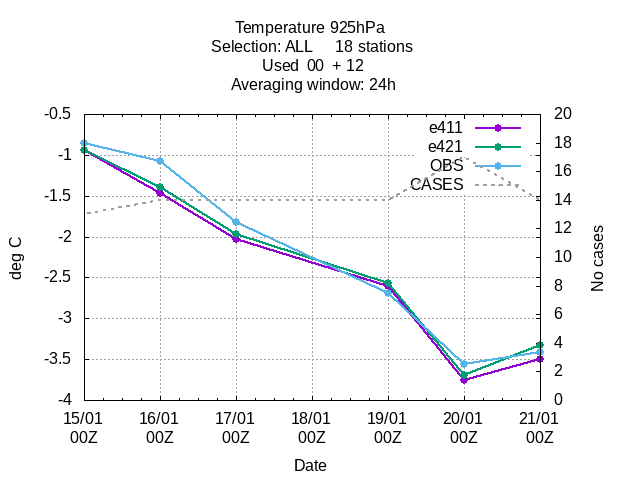 Temperature 925hPa
Selection: ALL     18 stations
Used  00  + 12
Averaging window: 24h
-0.5
-1
-1.5
-2
-2.5
-3
-3.5
-4
deg C
e411
e421
OBS
CASES
20
18
16
14
12
10
8
6
4
2
0
No cases
15/01 16/01 17/01 18/01 19/01 20/01 21/01
00Z 00Z 00Z 00Z 00Z 00Z 00Z
Date